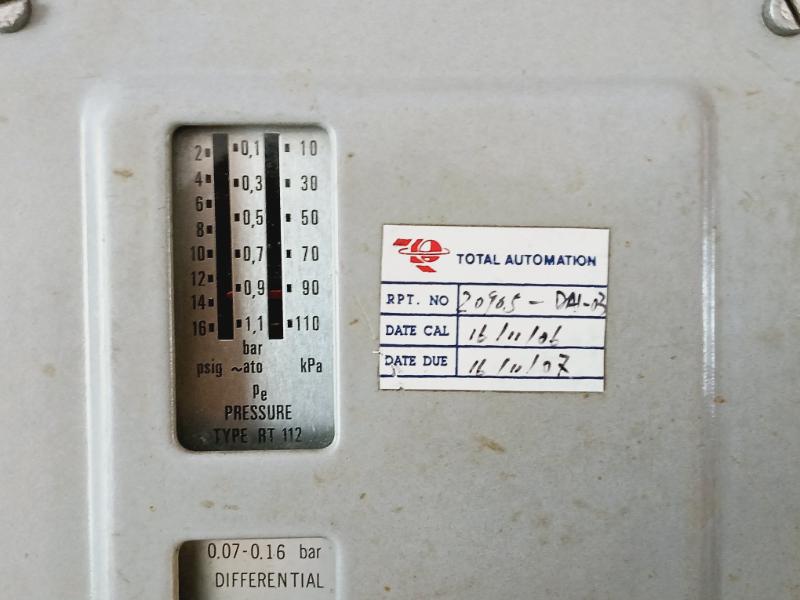 2 0,1 10
4 0,3 30
6
8 0,5 50
10 0,7 70
12
14 0,9 90
16 1,1 110
bar
psig ~ato kPa
pe
PRESSURE
TYPE RT 112
TOTAL AUTOMATION
RPT. NO 20905 -
DATE CAL 16/11/06
DATE DUE 16/11/07
0.07-0.16 bar
DIFFERENTIAL